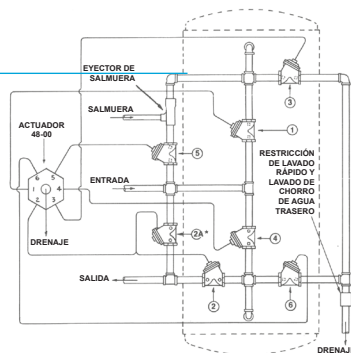 EYECTOR DE
SALMUERA
SALMUERA
ACTUADOR
48-00
6 5
1 4
2 3
DRENAJE
ENTRADA
SALIDA
5
2A*
2
3
1
RESTRICCIÓN
DE LAVADO
RÁPIDO Y
LAVADO DE
CHORRO
DE AGUA
TRASERO
4
6
DRENAJE